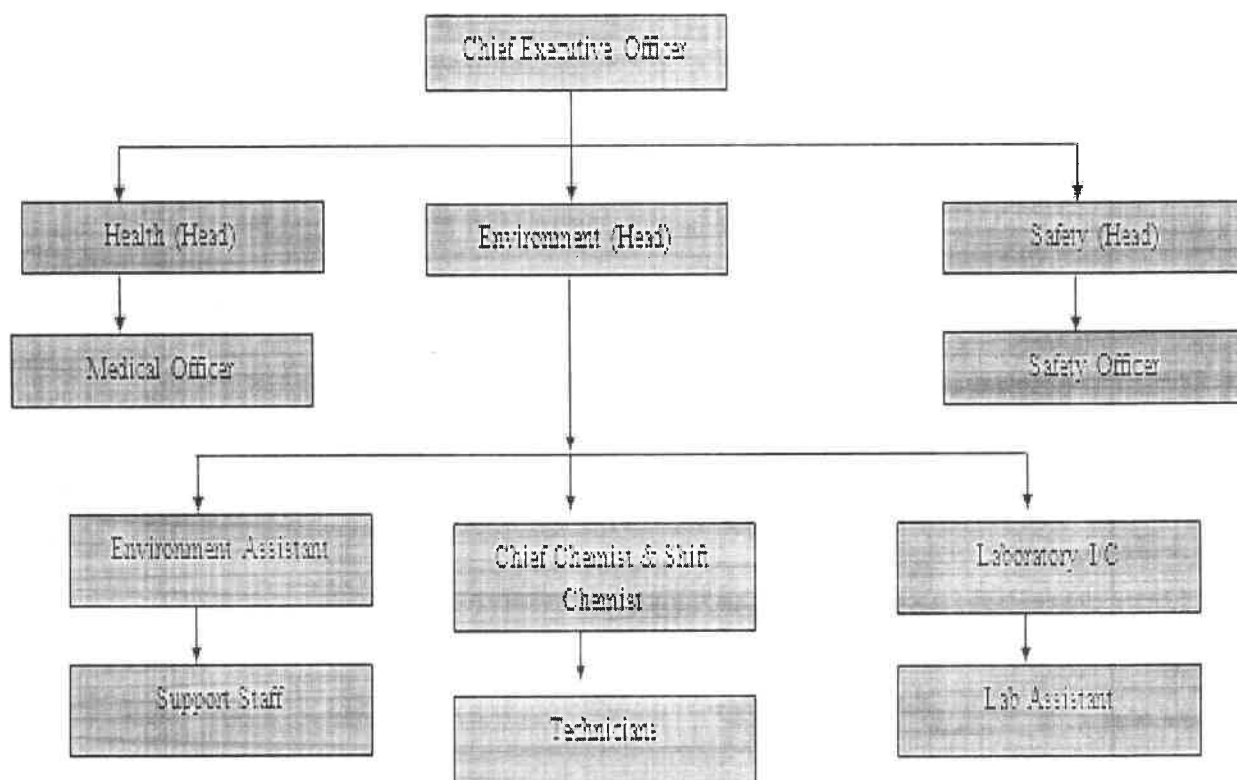 Chief Executive Officer
Health (Head)
Environment (Head)
Safety (Head)
Medical Officer
Safety Officer
Environment Assistant
Chief Chemist & Shift
Chemist
Laboratory I/C
Support Staff
Technicians
Lab Assistant